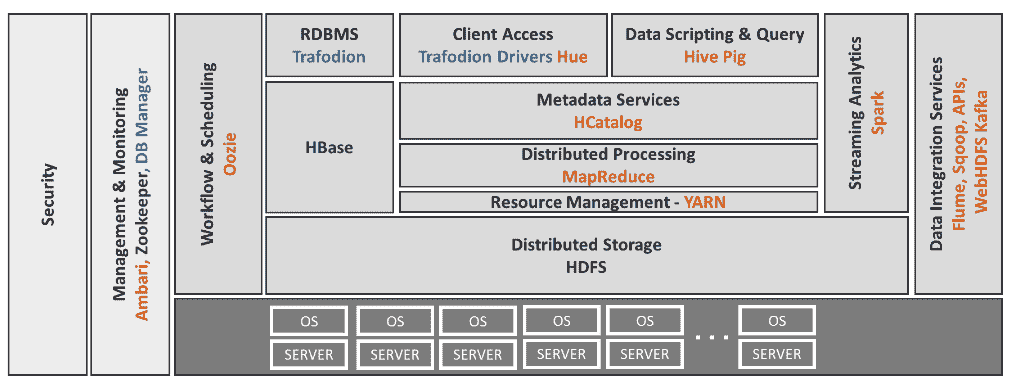 Security
Management & Monitoring
Ambari, Zookeeper, DB Manager
Workflow & Scheduling
Oozie
RDBMS
Trafodion
Client Access
Trafodion Drivers Hue
Data Scripting & Query
Hive Pig
HBase
Metadata Services
HCatalog
Distributed Processing
MapReduce
Resource Management - YARN
Streaming Analytics
Spark
Data Integration Services
Flume, Sqoop, APIs,
WebHDFS Kafka
Distributed Storage
HDFS
OS OS OS OS OS ... OS
SERVER SERVER SERVER SERVER SERVER SERVER